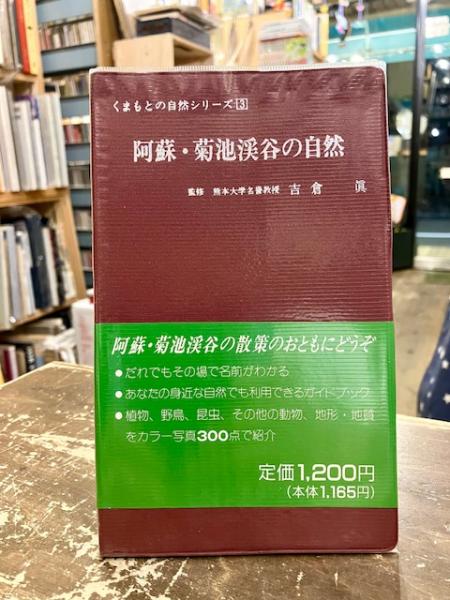 くまもとの自然シリーズ3
阿蘇・菊池渓谷の自然
監修 熊本大学名誉教授 吉倉 眞
阿蘇・菊池渓谷の散策のおともにどうぞ
●だれでもその場で名前がわかる
●あなたの身近な自然でも利用できるガイドブック
●植物、野鳥、昆虫、その他の動物、地形・地質
をカラー写真300点で紹介
定価1,200円
(本体1,165円)